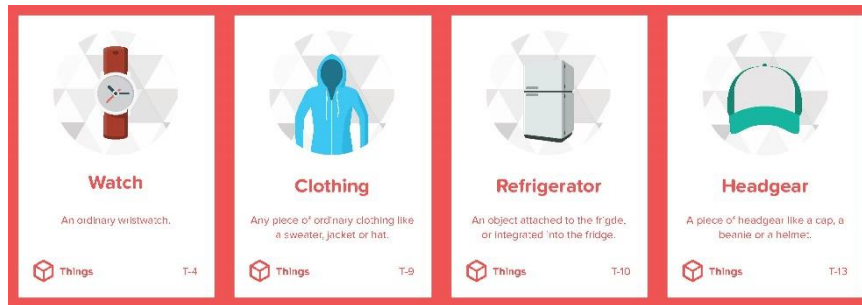 Watch
An ordinary wristwatch.
Things
T-4
Clothing
Any piece of ordinary clothing like
a sweater, jacket or hat.
Things
T-9
Refrigerator
An object attached to the frigde,
or integrated into the fridge.
Things
T-10
Headgear
A piece of headgear like a cap, a
beanie or a helmet.
Things
T-13